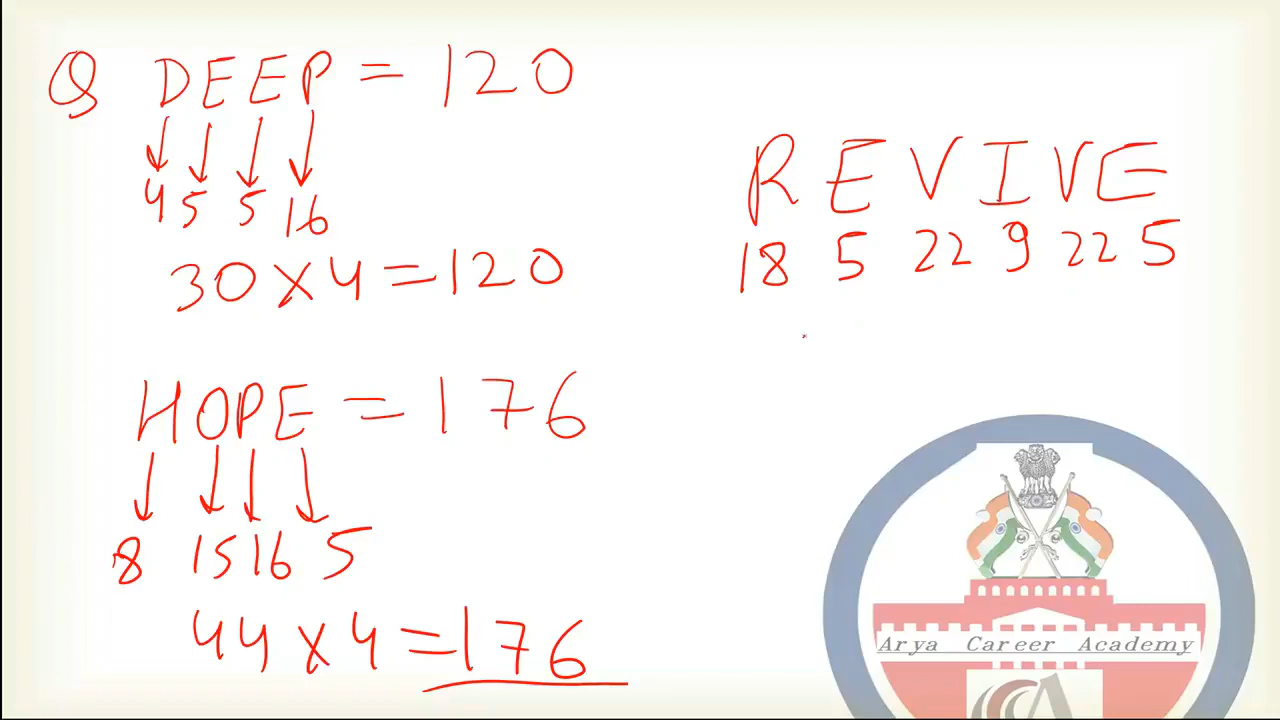 Q DEEP = 120
4 5 5 16
30 × 4 = 120
HOPE = 176
8 15 16 5
44 × 4 = 176
REVIVE
18 5 22 9 22 5
Arya Career Academy